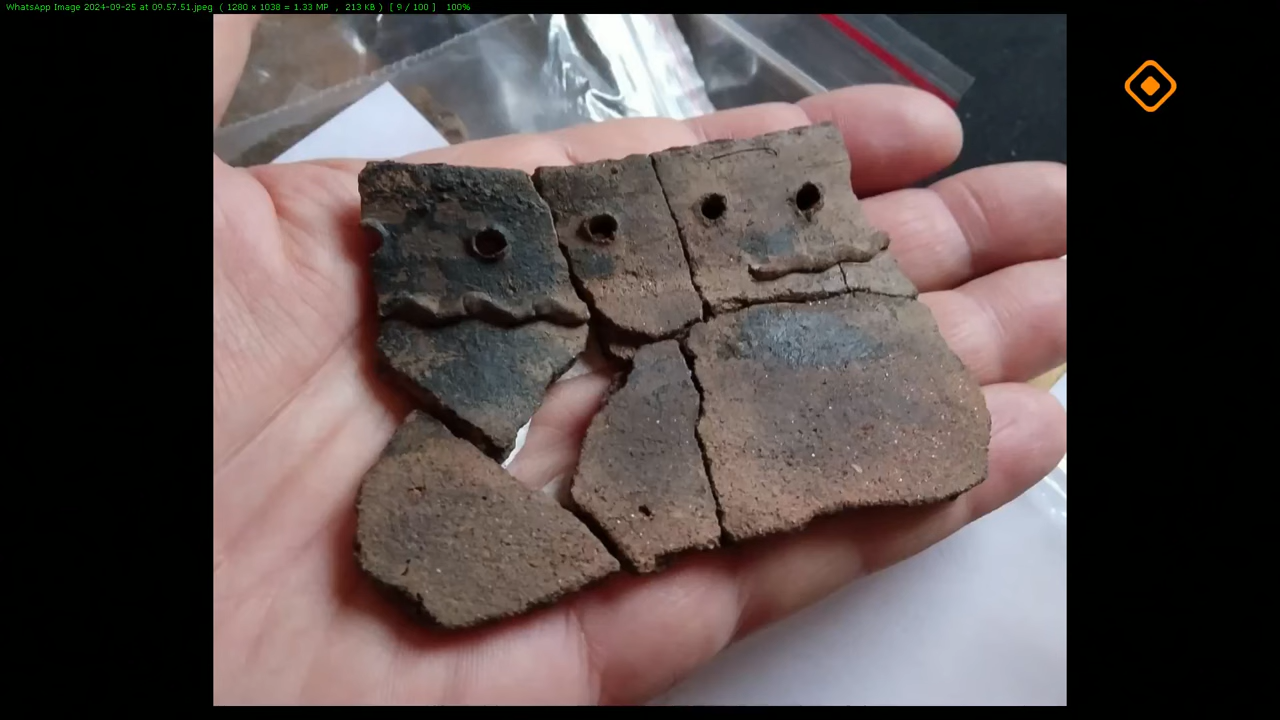 WhatsApp Image 2024-09-25 at 09.57.51.jpeg ( 1280 x 1038 = 1.33 MP , 213 KB ) [ 9 / 100 ] 100%